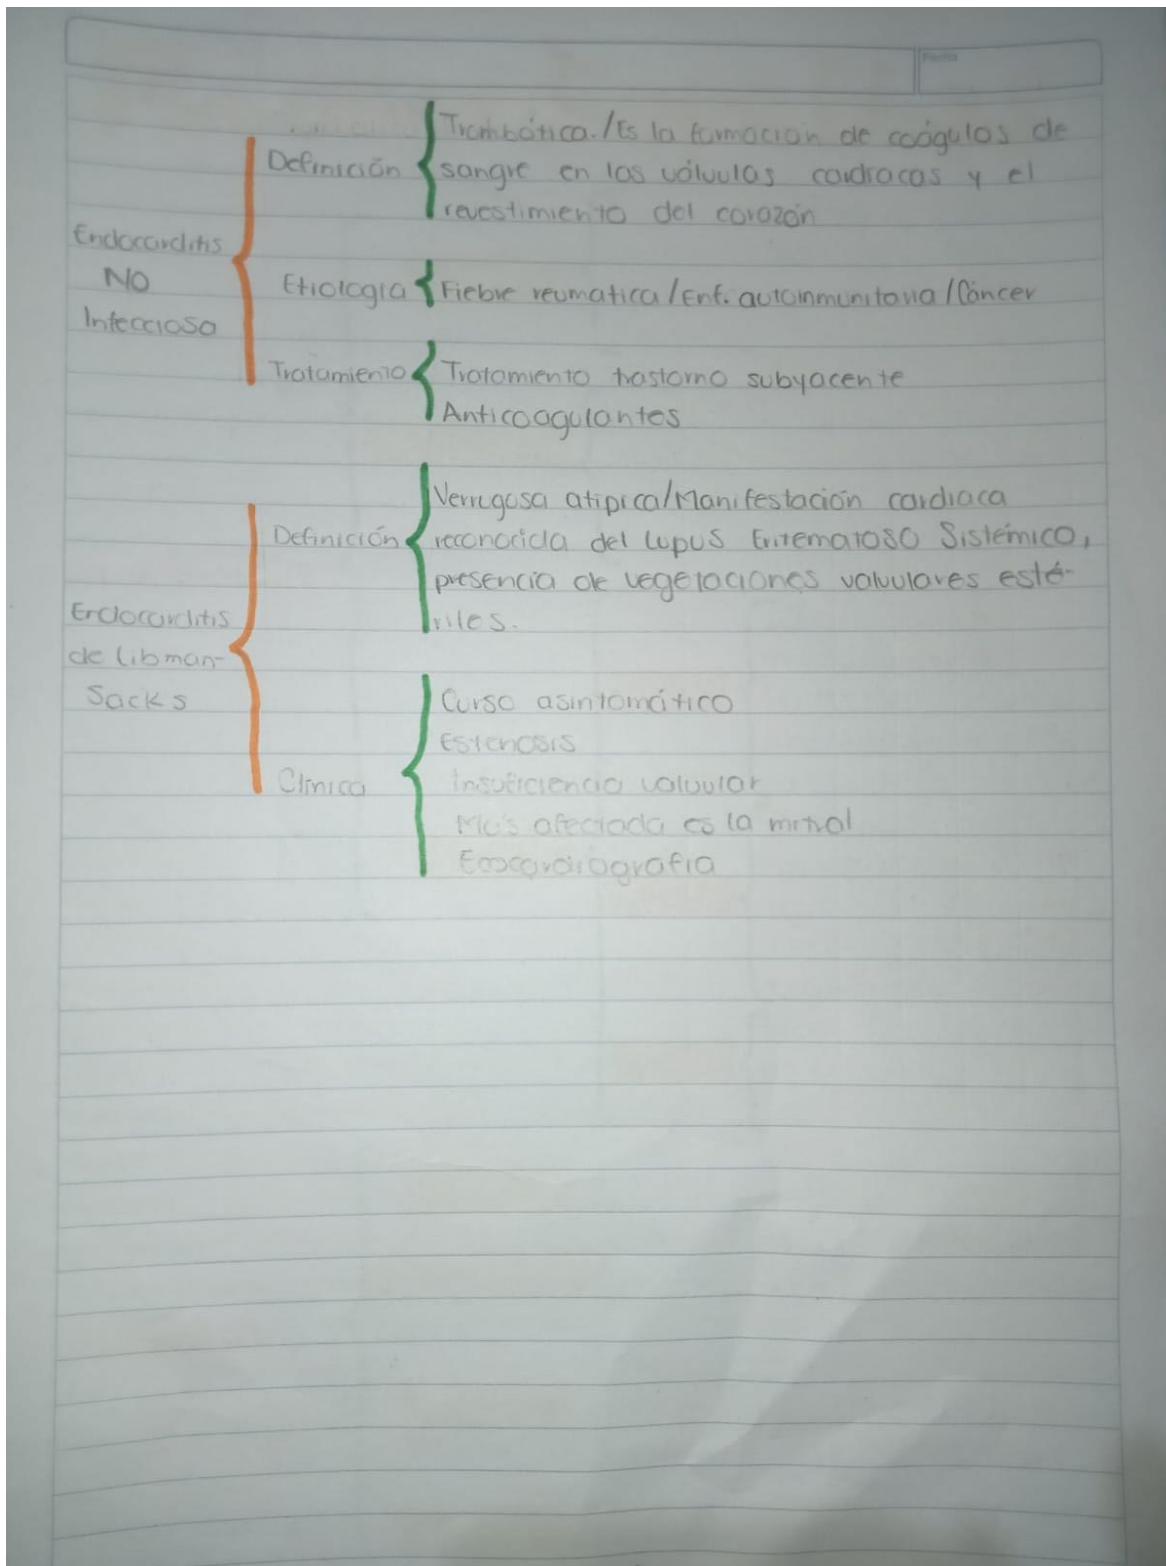 Fecha
Trombótica./Es la formación de coágulos de
Definición
sangre en las válvulas cardiacas y el
revestimiento del corazón
Endocarditis
NO
Infecciosa
Etiología
Fiebre reumatica/Enf. autoinmunitaria/Cáncer
Tratamiento
Tratamiento trastorno subyacente
Anticoagulantes
Verrugosa atipica/Manifestación cardiaca
Definición
reconocida del Lupus Eritematoso Sistémico,
presencia de vegetaciones valvulares esté-
riles.
Endocarditis
de Libman-
Sacks
Clínica
Curso asintomático
Estenosis
Insuficiencia valvular
Más afectada es la mitral
Ecocardiografia